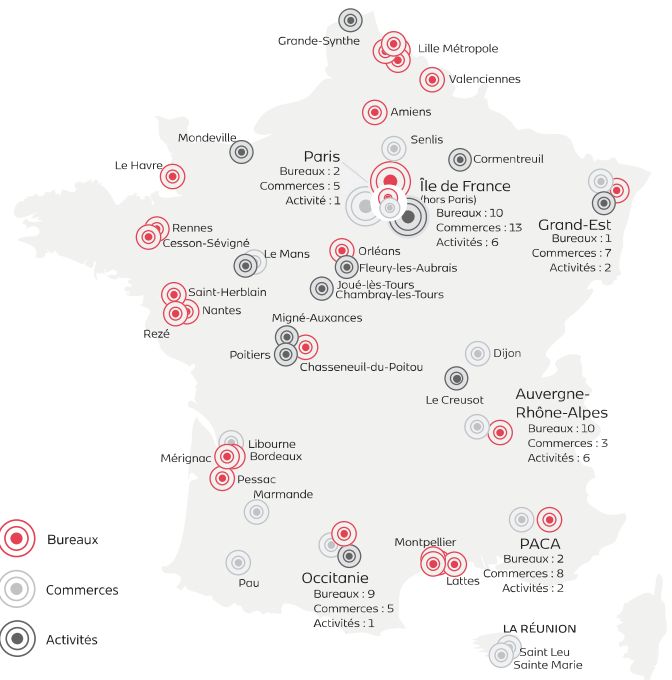 Grande-Synthe
Lille Métropole
Valenciennes
Amiens
Mondeville
Senlis
Cormentreuil
Le Havre
Paris
Bureaux : 2
Commerces : 5
Activité : 1
Île de France
(hors Paris)
Bureaux : 10
Commerces : 13
Activités : 6
Grand-Est
Bureaux : 1
Commerces : 7
Activités : 2
Rennes
Cesson-Sévigné
Le Mans
Orléans
Fleury-les-Aubrais
Joué-lès-Tours
Chambray-les-Tours
Saint-Herblain
Nantes
Rezé
Migné-Auxances
Poitiers
Chasseneuil-du-Poitou
Dijon
Le Creusot
Auvergne-
Rhône-Alpes
Bureaux : 10
Commerces : 3
Activités : 6
Libourne
Mérignac
Bordeaux
Pessac
Marmande
Bureaux
Commerces
Activités
Pau
Occitanie
Bureaux : 9
Commerces : 5
Activités : 1
Montpellier
Lattes
PACA
Bureaux : 2
Commerces : 8
Activités : 2
LA RÉUNION
Saint Leu
Sainte Marie